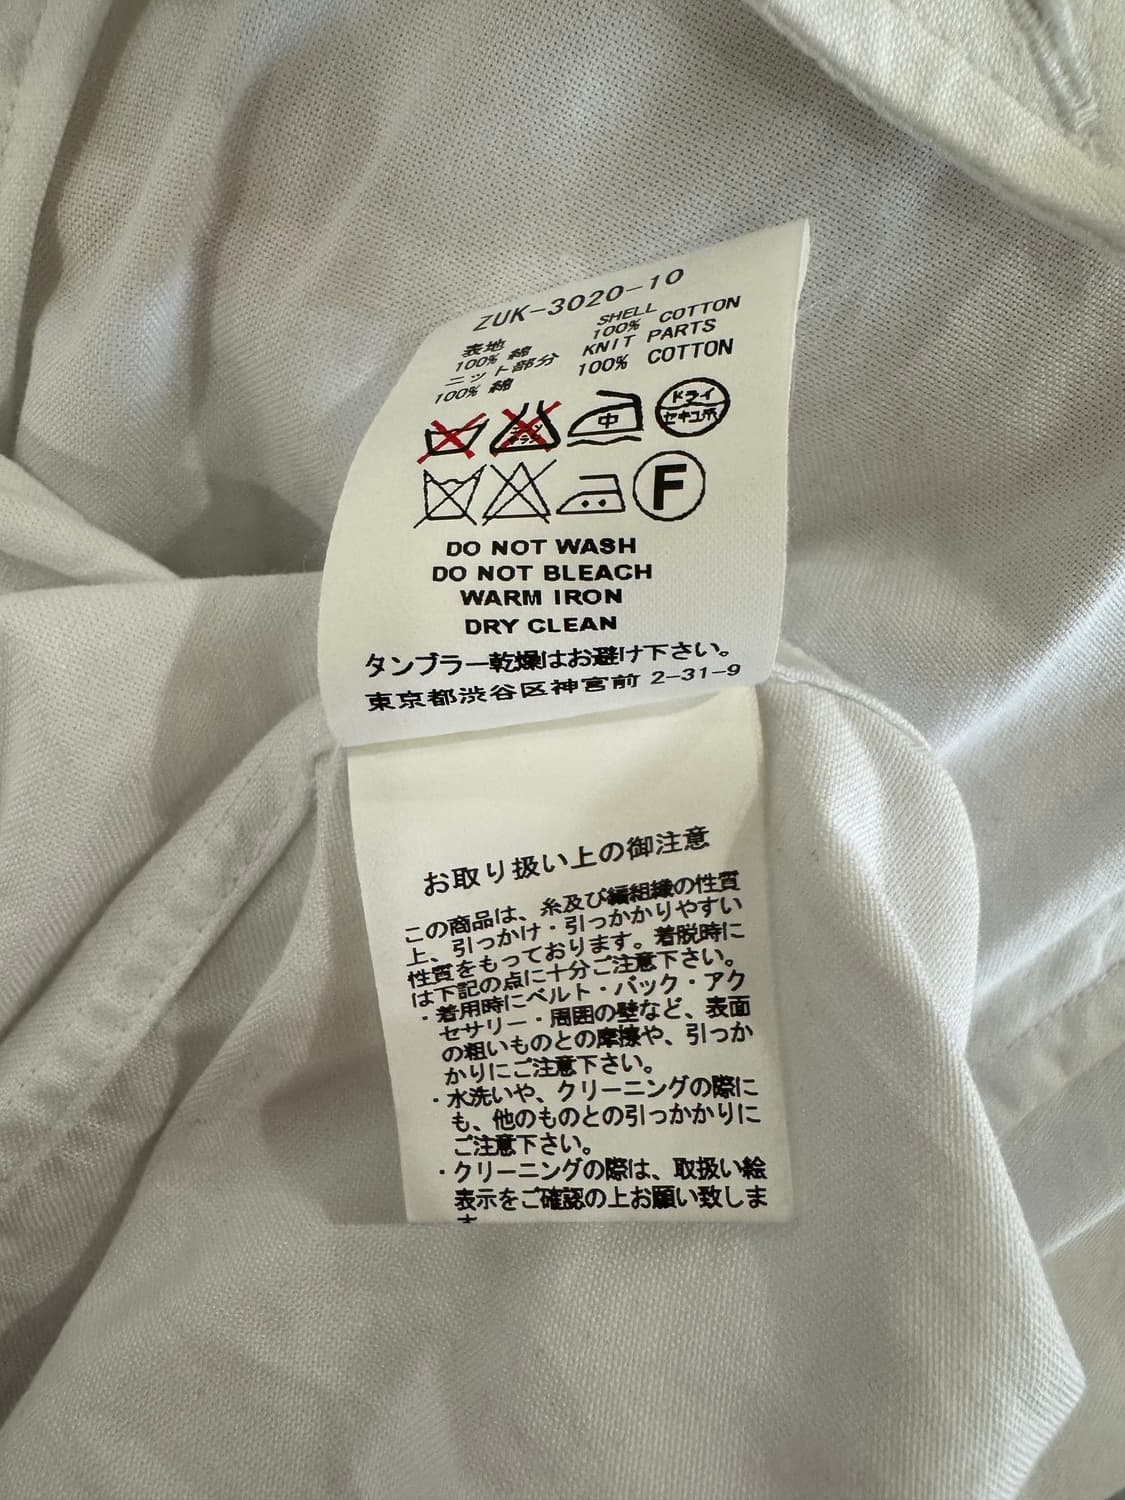 ZUK-3020-10
表地 SHELL
100% 綿 100% COTTON
ニット部分 KNIT PARTS
100% 綿 100% COTTON
中 ドライ
セキユ系
F
DO NOT WASH
DO NOT BLEACH
WARM IRON
DRY CLEAN
タンブラー乾燥はお避け下さい。
東京都渋谷区神宮前 2-31-9
お取り扱い上の御注意
この商品は、糸及び編組織の性質
上、引っかけ・引っかかりやすい
性質をもっております。着脱時に
は下記の点に十分ご注意下さい。
・着用時にベルト・バック・アク
セサリー・周囲の壁など、表面
の粗いものとの摩擦や、引っか
かりにご注意下さい。
・水洗いや、クリーニングの際に
も、他のものとの引っかかりに
ご注意下さい。
・クリーニングの際は、取扱い絵
表示をご確認の上お願い致しま